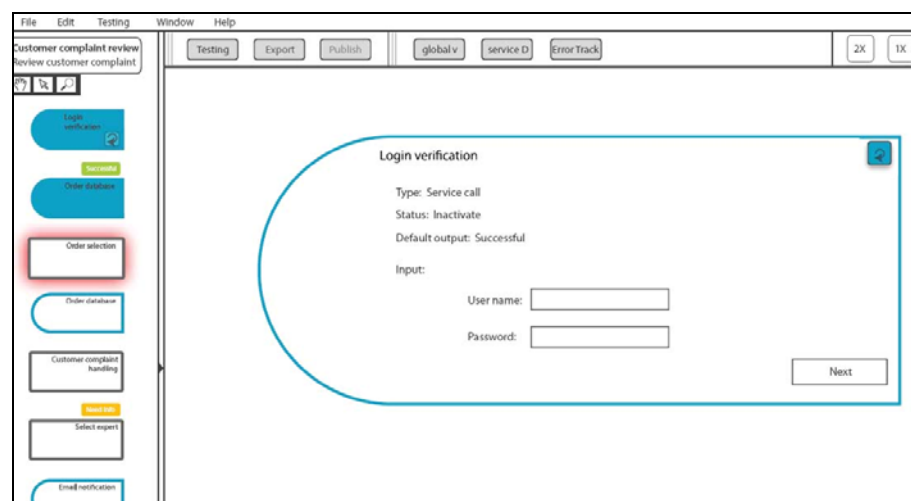 File Edit Testing Window Help
Customer complaint review
Review customer complaint
Testing Export Publish global v service D Error Track 2X 1X
Login
verification
Successful
Order database
Order selection
Order database
Customer complaint
handling
Need Info
Select expert
Email notification
Login verification
Type: Service call
Status: Inactivate
Default output: Successful
Input:
User name:
Password:
Next